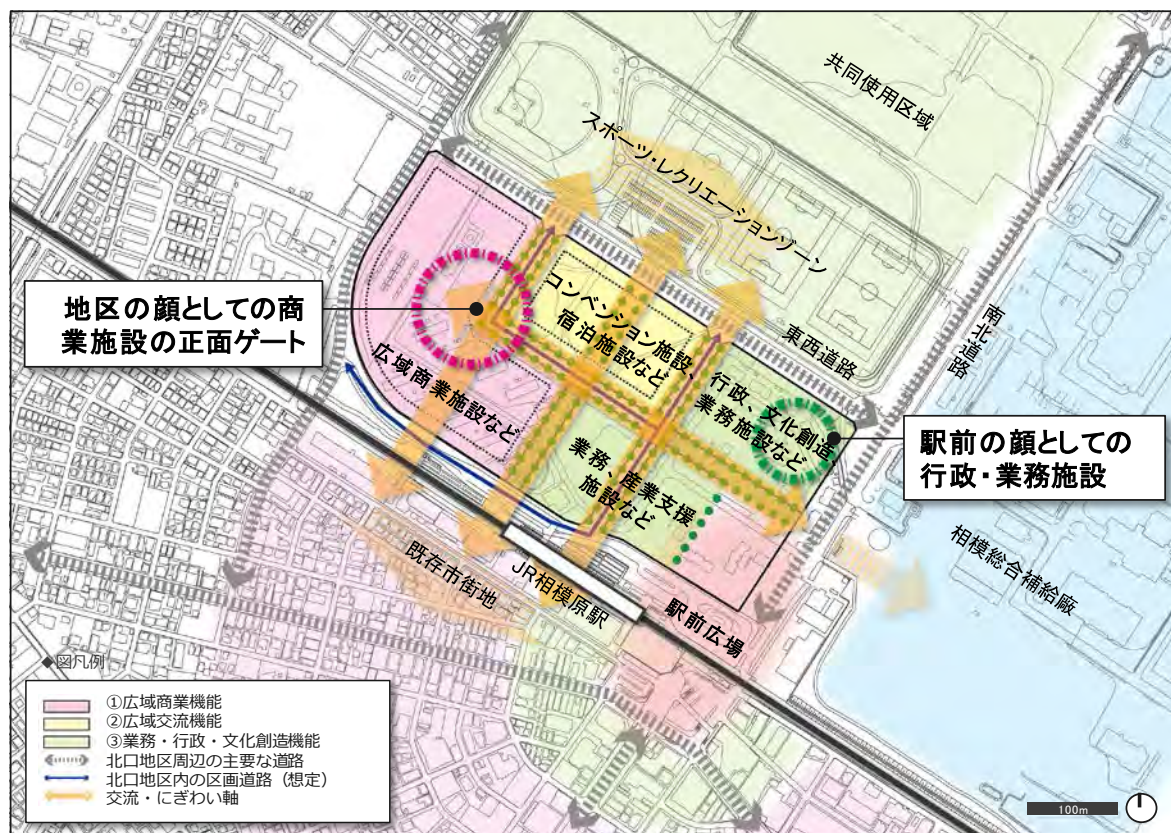 共同使用区域
スポーツ・レクリエーションゾーン
南北道路
東西道路
地区の顔としての商
業施設の正面ゲート
コンベンション施設、
宿泊施設など
広域商業施設など
行政、文化創造、
業務施設など
駅前の顔としての
行政・業務施設
業務、産業支援
施設など
相模総合補給廠
既存市街地
JR相模原駅
駅前広場
◆図凡例
①広域商業機能
②広域交流機能
③業務・行政・文化創造機能
北口地区周辺の主要な道路
北口地区内の区画道路（想定）
交流・にぎわい軸
100m